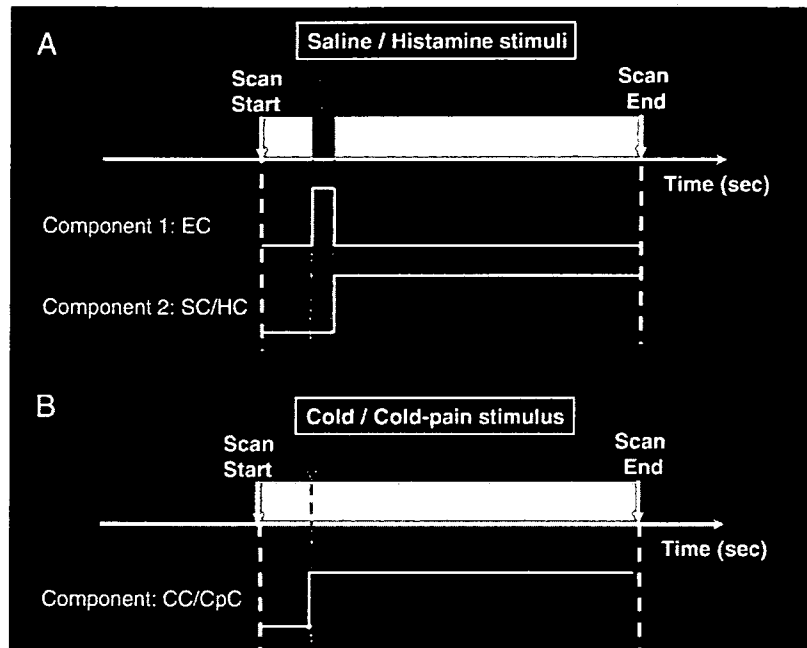 A
Saline / Histamine stimuli
Scan
Start
Scan
End
Time (sec)
Component 1: EC
Component 2: SC/HC
B
Cold / Cold-pain stimulus
Scan
Start
Scan
End
Time (sec)
Component: CC/CpC